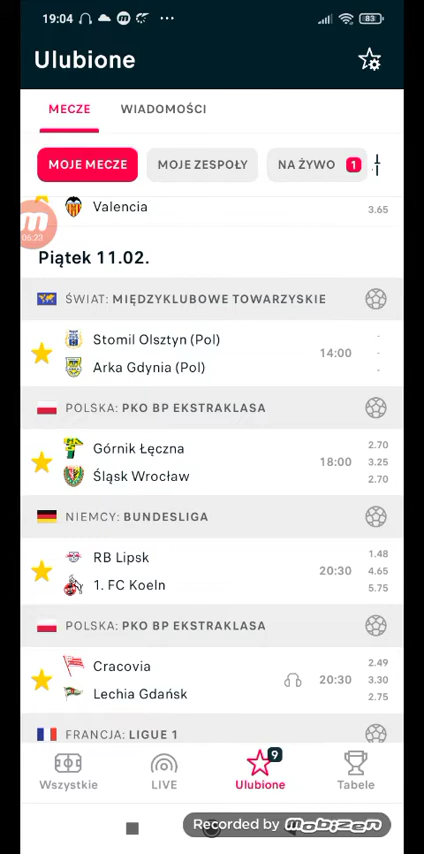 19:04 83
Ulubione
MECZE WIADOMOŚCI
MOJE MECZE MOJE ZESPOŁY NA ŻYWO 1
Valencia 3.65
06:23
Piątek 11.02.
ŚWIAT: MIĘDZYKLUBOWE TOWARZYSKIE
Stomil Olsztyn (Pol) -
14:00 -
Arka Gdynia (Pol) -
POLSKA: PKO BP EKSTRAKLASA
Górnik Łęczna 2.70
18:00 3.25
Śląsk Wrocław 2.70
NIEMCY: BUNDESLIGA
RB Lipsk 1.48
20:30 4.65
1. FC Koeln 5.75
POLSKA: PKO BP EKSTRAKLASA
Cracovia 2.49
20:30 3.30
Lechia Gdańsk 2.75
FRANCJA: LIGUE 1
9
Wszystkie LIVE Ulubione Tabele
Recorded by mobizen